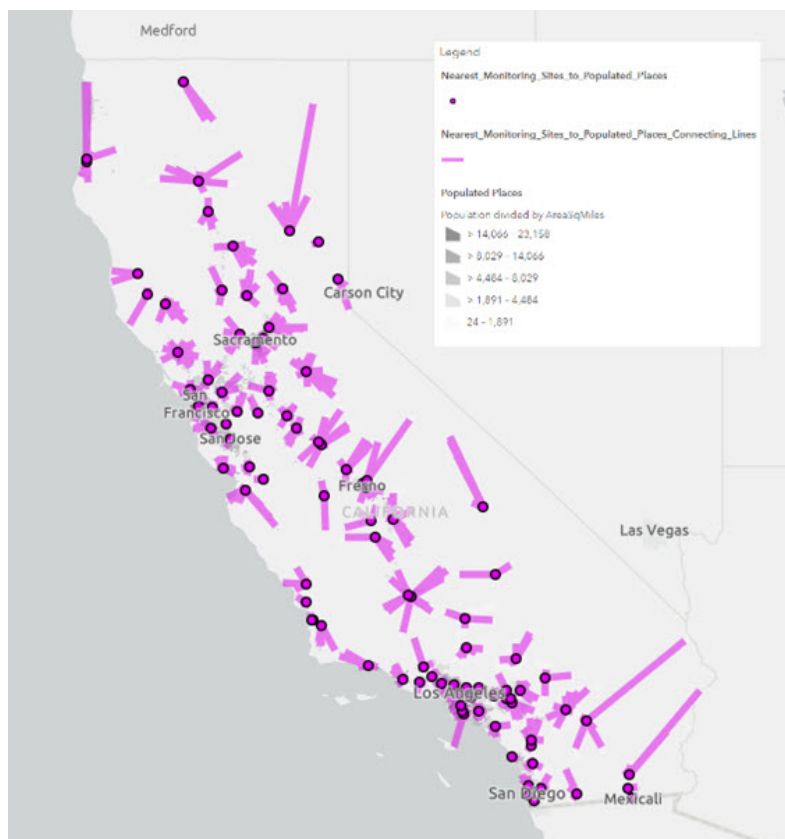 Medford
Legend
Nearest_Monitoring_Sites_to_Populated_Places
Nearest_Monitoring_Sites_to_Populated_Places_Connecting_Lines
Populated Places
Population divided by AreaSqMiles
> 14,066 - 23,158
> 8,029 - 14,066
> 4,484 - 8,029
> 1,891 - 4,484
24 - 1,891
Carson City
Sacramento
San
Francisco
San Jose
Fresno
CALIFORNIA
Las Vegas
Los Angeles
San Diego
Mexicali